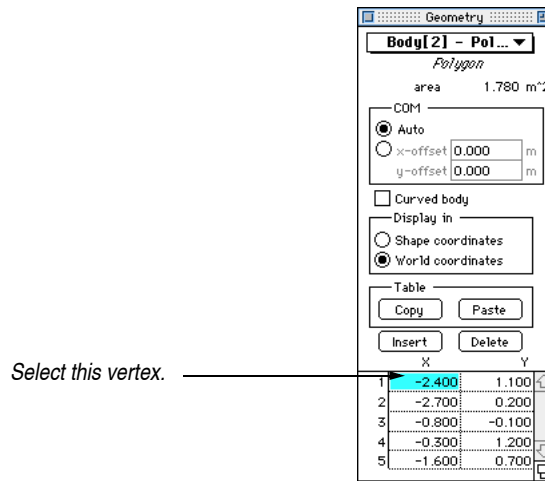 Geometry
Body[2] - Pol...
Polygon
area 1.780 m^2
COM
Auto
x-offset 0.000 m
y-offset 0.000 m
Curved body
Display in
Shape coordinates
World coordinates
Table
Copy Paste
Insert Delete
X Y
Select this vertex.
1 -2.400 1.100
2 -2.700 0.200
3 -0.800 -0.100
4 -0.300 1.200
5 -1.600 0.700